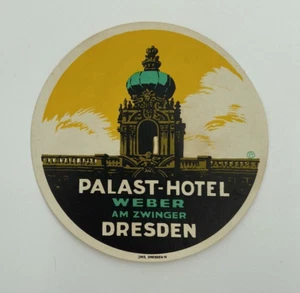 PALAST-HOTEL
WEBER
AM ZWINGER
DRESDEN